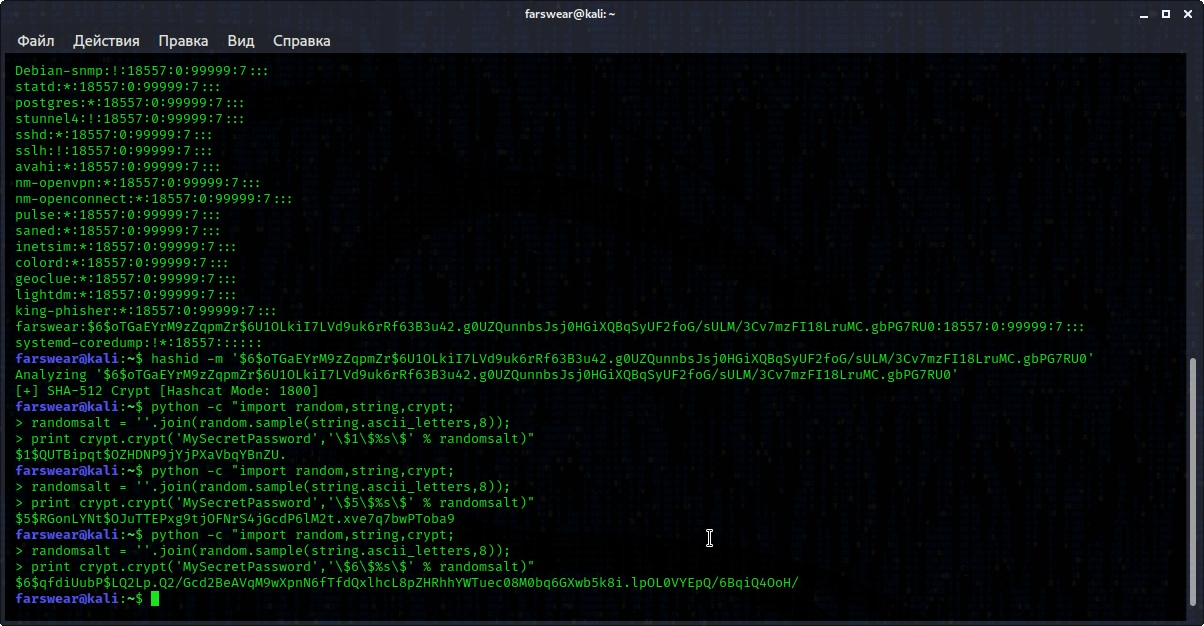 farswear@kali: ~
Файл Действия Правка Вид Справка
Debian-snmp:!:18557:0:99999:7:::
statd:*:18557:0:99999:7:::
postgres:*:18557:0:99999:7:::
stunnel4:!:18557:0:99999:7:::
sshd:*:18557:0:99999:7:::
sslh:!:18557:0:99999:7:::
avahi:*:18557:0:99999:7:::
nm-openvpn:*:18557:0:99999:7:::
nm-openconnect:*:18557:0:99999:7:::
pulse:*:18557:0:99999:7:::
saned:*:18557:0:99999:7:::
inetsim:*:18557:0:99999:7:::
colord:*:18557:0:99999:7:::
geoclue:*:18557:0:99999:7:::
lightdm:*:18557:0:99999:7:::
king-phisher:*:18557:0:99999:7:::
farswear:$6$oTGaEYrM9zZqpmZr$6U1OLkiI7LVd9uk6rRf63B3u42.g0UZQunnbsJsj0HGiXQBqSyUF2foG/sULM/3Cv7mzFI18LruMC.gbPG7RU0:18557:0:99999:7:::
systemd-coredump:!*:18557::::::
farswear@kali:~$ hashid -m '$6$oTGaEYrM9zZqpmZr$6U1OLkiI7LVd9uk6rRf63B3u42.g0UZQunnbsJsj0HGiXQBqSyUF2foG/sULM/3Cv7mzFI18LruMC.gbPG7RU0'
Analyzing '$6$oTGaEYrM9zZqpmZr$6U1OLkiI7LVd9uk6rRf63B3u42.g0UZQunnbsJsj0HGiXQBqSyUF2foG/sULM/3Cv7mzFI18LruMC.gbPG7RU0'
[+] SHA-512 Crypt [Hashcat Mode: 1800]
farswear@kali:~$ python -c "import random,string,crypt;
> randomsalt = ''.join(random.sample(string.ascii_letters,8));
> print crypt.crypt('MySecretPassword','\$1\$%s\$' % randomsalt)"
$1$QUTBipqt$OZHDNP9jYjPXaVbqYBnZU.
farswear@kali:~$ python -c "import random,string,crypt;
> randomsalt = ''.join(random.sample(string.ascii_letters,8));
> print crypt.crypt('MySecretPassword','\$5\$%s\$' % randomsalt)"
$5$RGonLYNt$OJuTTEPxg9tjOFNrS4jGcdP6lM2t.xve7q7bwPToba9
farswear@kali:~$ python -c "import random,string,crypt;
> randomsalt = ''.join(random.sample(string.ascii_letters,8));
> print crypt.crypt('MySecretPassword','\$6\$%s\$' % randomsalt)"
$6$qfdiUubP$LQ2Lp.Q2/Gcd2BeAVqM9wXpnN6fTfdQxlhcL8pZHRhhYWTuec08M0bq6GXwb5k8i.lpOL0VYEpQ/6BqiQ4OoH/
farswear@kali:~$